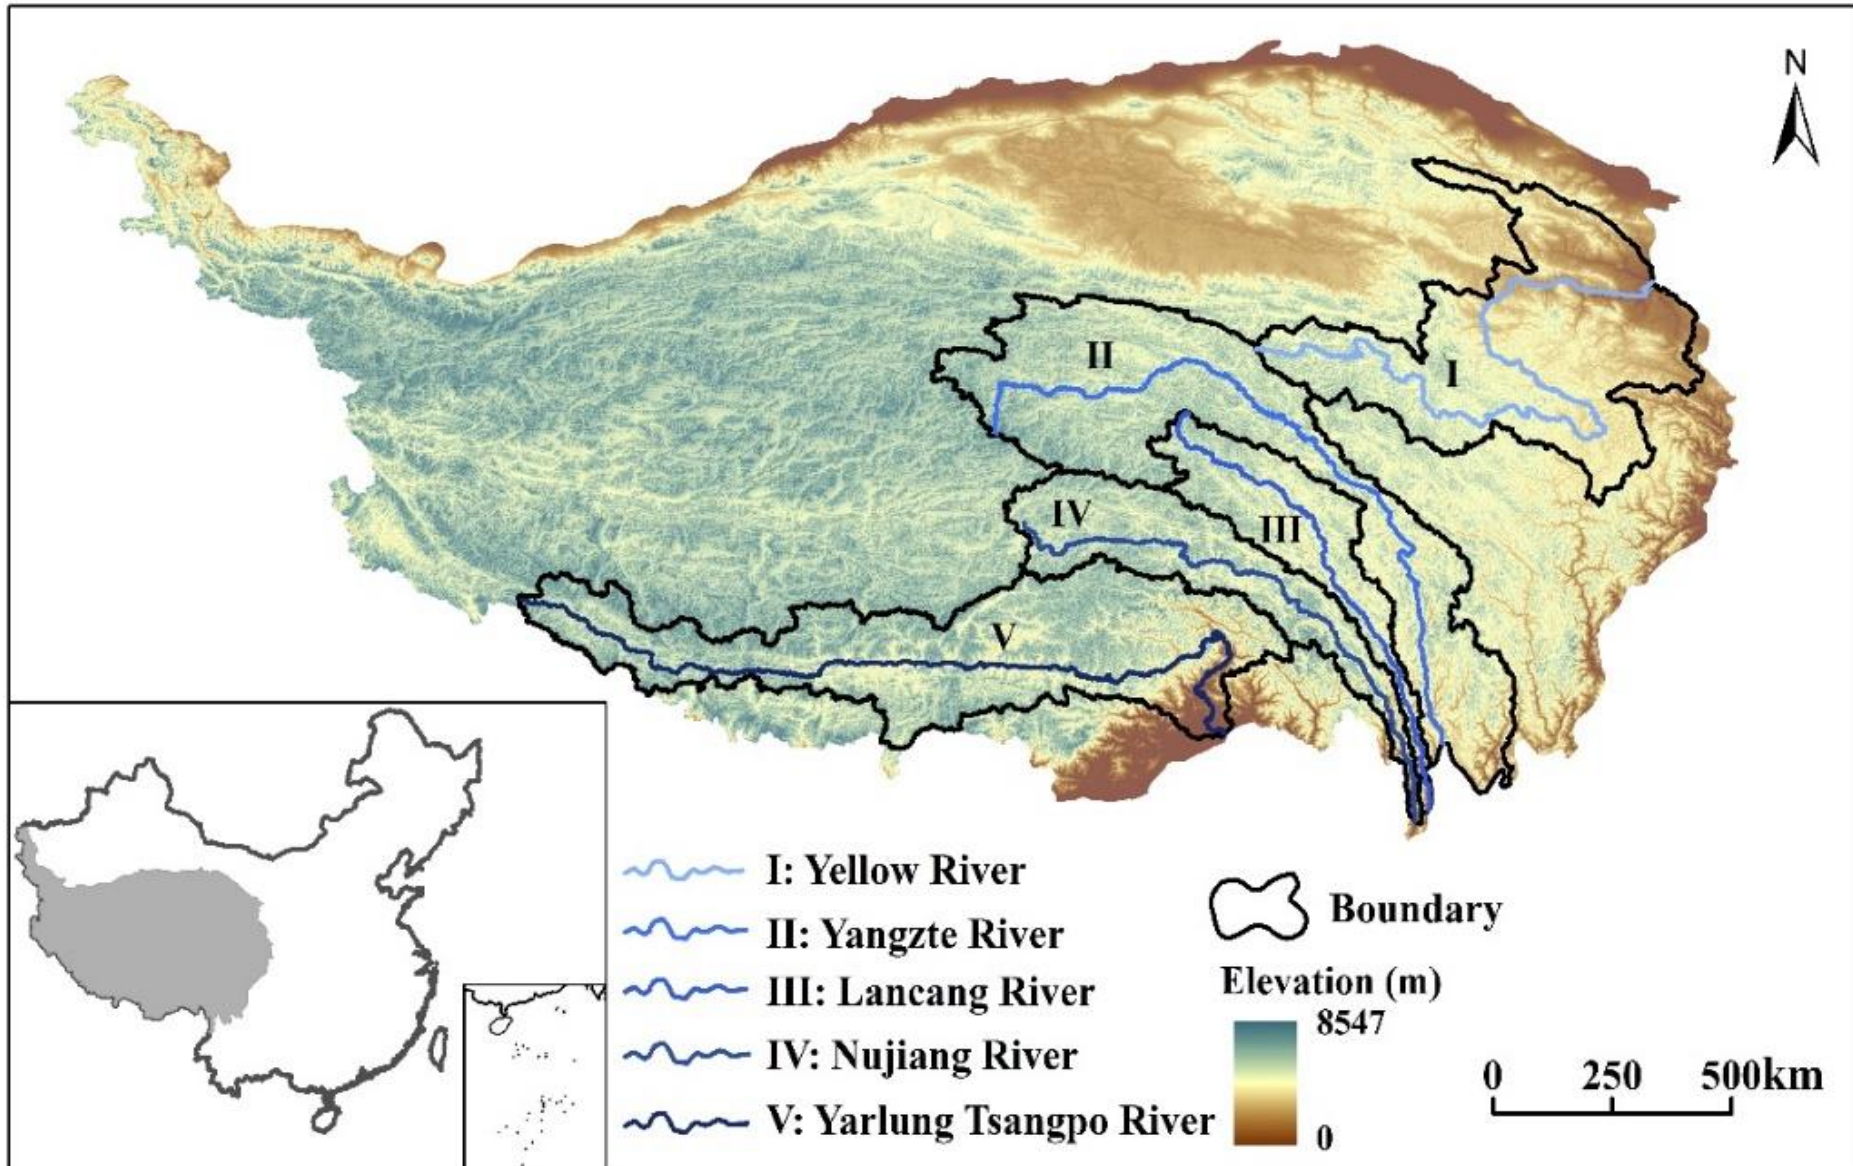 N
I
II
III
IV
V
I: Yellow River
II: Yangzte River
III: Lancang River
IV: Nujiang River
V: Yarlung Tsangpo River
Boundary
Elevation (m)
8547
0
0 250 500km